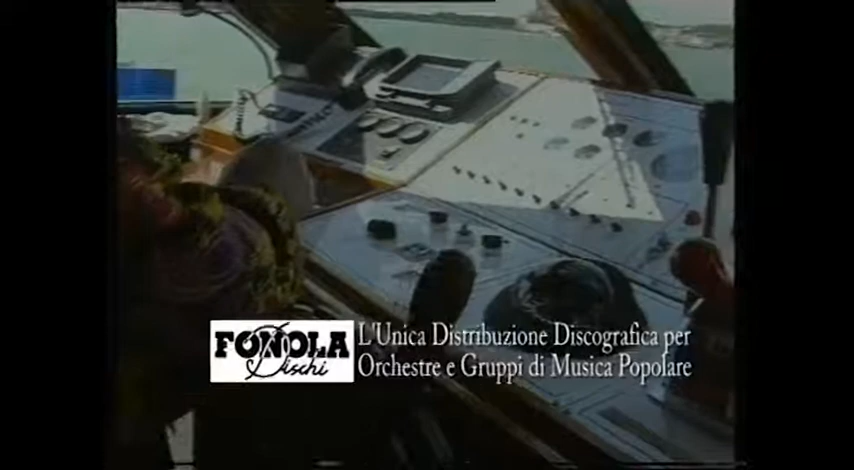 FONOLA
Dischi
L'Unica Distribuzione Discografica per
Orchestre e Gruppi di Musica Popolare